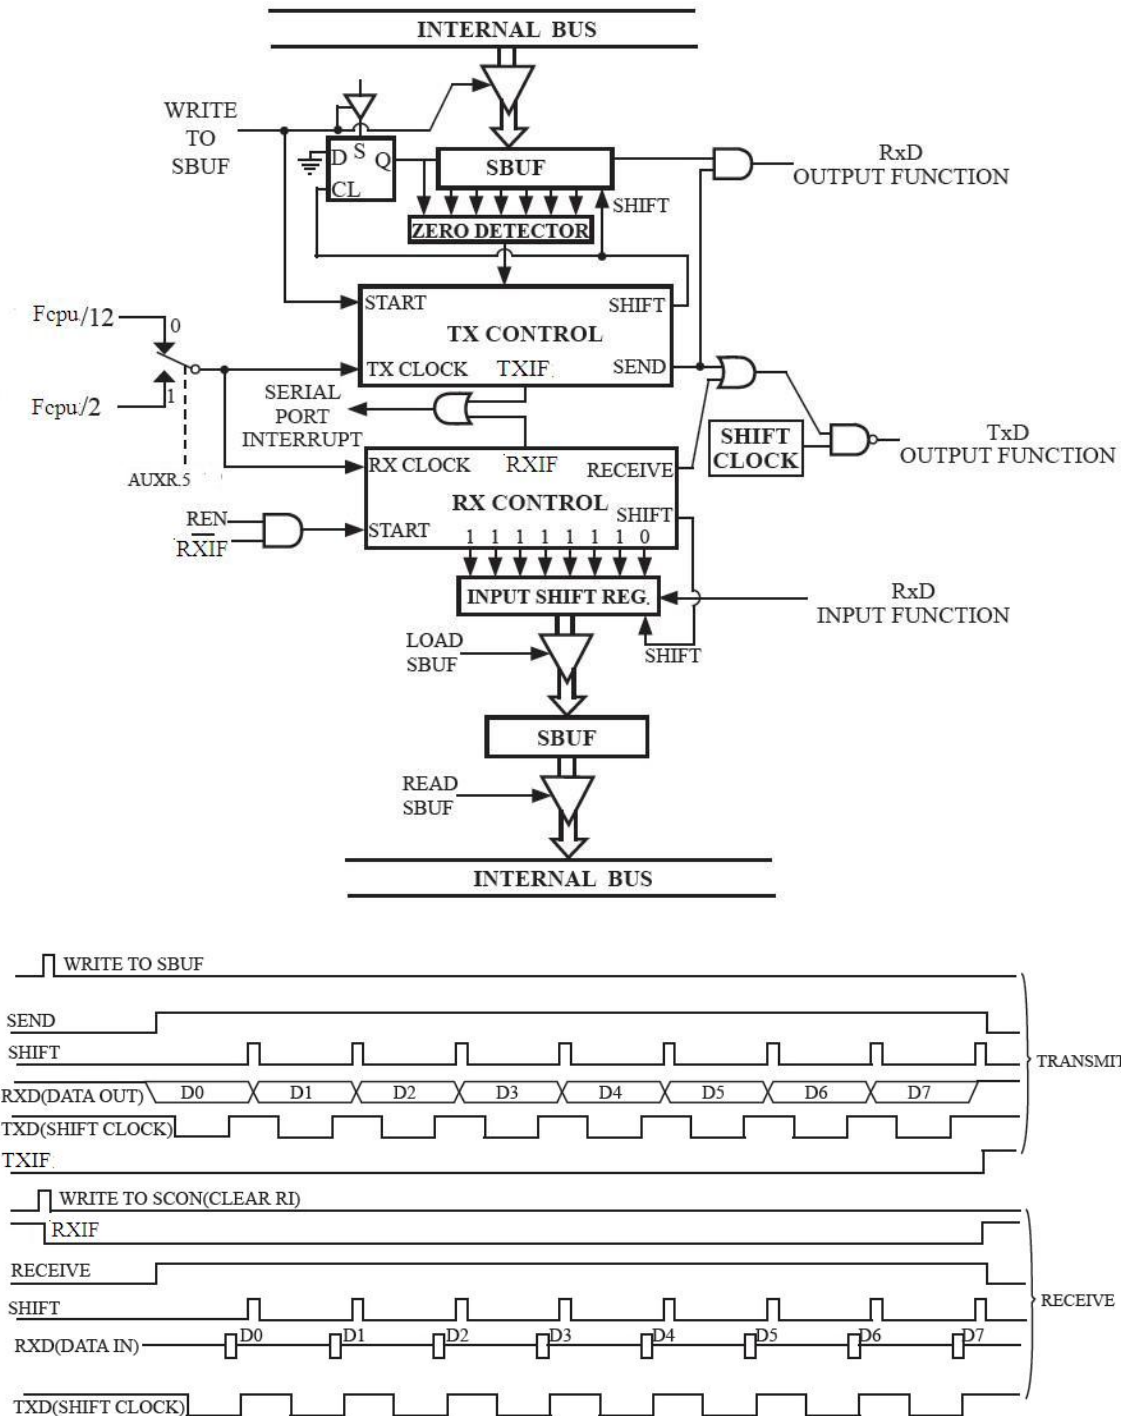 INTERNAL BUS
WRITE
TO
SBUF
D S Q
CL
SBUF
SHIFT
ZERO DETECTOR
RxD
OUTPUT FUNCTION
START
SHIFT
TX CONTROL
TX CLOCK TXIF SEND
Fcpu/12
0
1
Fcpu/2
AUXR.5
SERIAL
PORT
INTERRUPT
SHIFT
CLOCK
TxD
OUTPUT FUNCTION
RX CLOCK RXIF RECEIVE
RX CONTROL
SHIFT
START
1 1 1 1 1 1 1 0
REN
RXIF
INPUT SHIFT REG.
RxD
INPUT FUNCTION
SHIFT
LOAD
SBUF
SBUF
READ
SBUF
INTERNAL BUS
WRITE TO SBUF
SEND
SHIFT
RXD(DATA OUT) D0 D1 D2 D3 D4 D5 D6 D7
TXD(SHIFT CLOCK)
TXIF
TRANSMIT
WRITE TO SCON(CLEAR RI)
RXIF
RECEIVE
SHIFT
RXD(DATA IN) D0 D1 D2 D3 D4 D5 D6 D7
TXD(SHIFT CLOCK)
RECEIVE